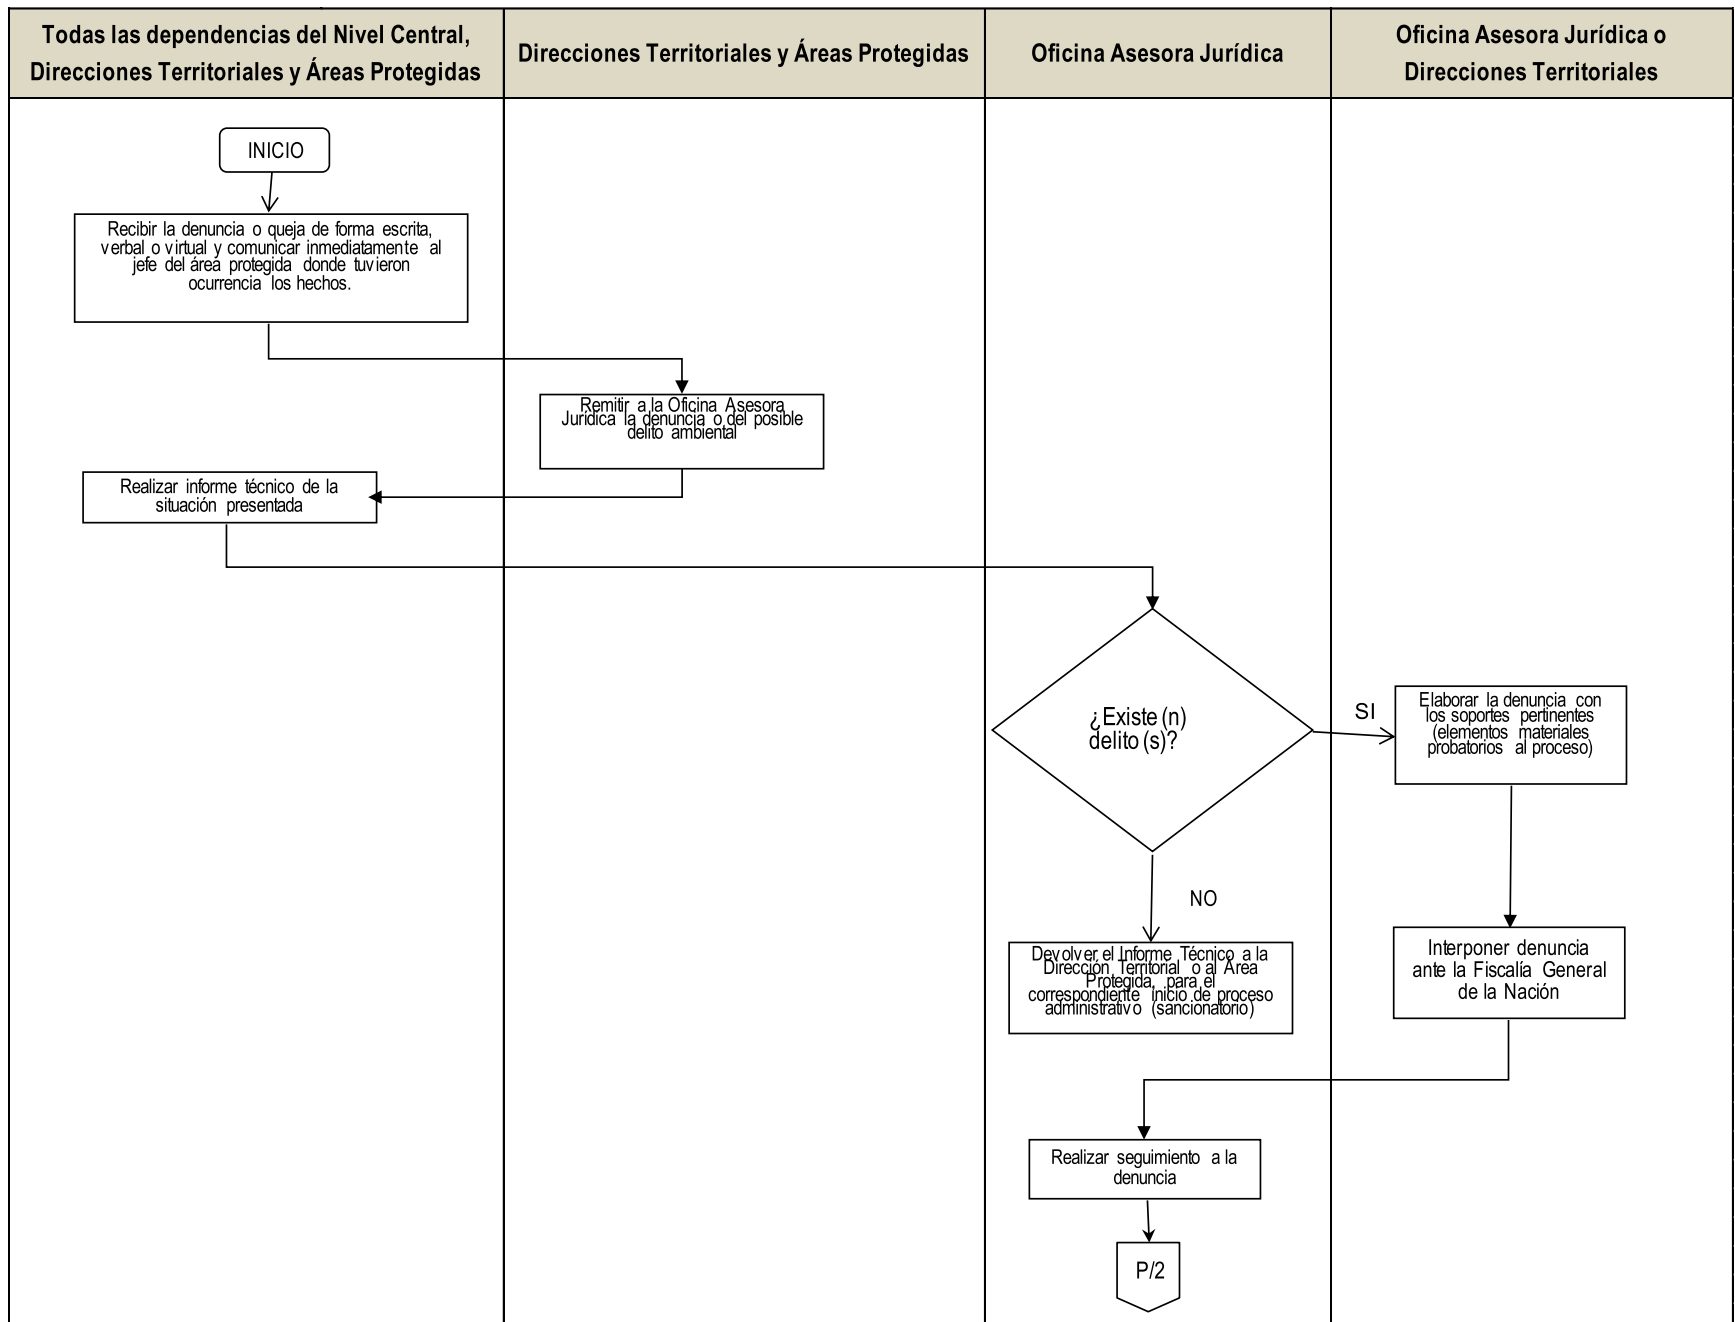 Todas las dependencias del Nivel Central,
Direcciones Territoriales y Áreas Protegidas
Direcciones Territoriales y Áreas Protegidas
Oficina Asesora Jurídica
Oficina Asesora Jurídica o
Direcciones Territoriales
INICIO
Recibir la denuncia o queja de forma escrita,
verbal o virtual y comunicar inmediatamente al
jefe del área protegida donde tuvieron
ocurrencia los hechos.
Remitir a la Oficina Asesora
Jurídica la denuncia o del posible
delito ambiental
Realizar informe técnico de la
situación presentada
¿Existe (n)
delito (s)?
SI
Elaborar la denuncia con
los soportes pertinentes
(elementos materiales
probatorios al proceso)
NO
Devolver el Informe Técnico a la
Dirección Territorial o al Área
Protegida, para el
correspondiente inicio de proceso
administrativo (sancionatorio)
Interponer denuncia
ante la Fiscalía General
de la Nación
Realizar seguimiento a la
denuncia
P/2